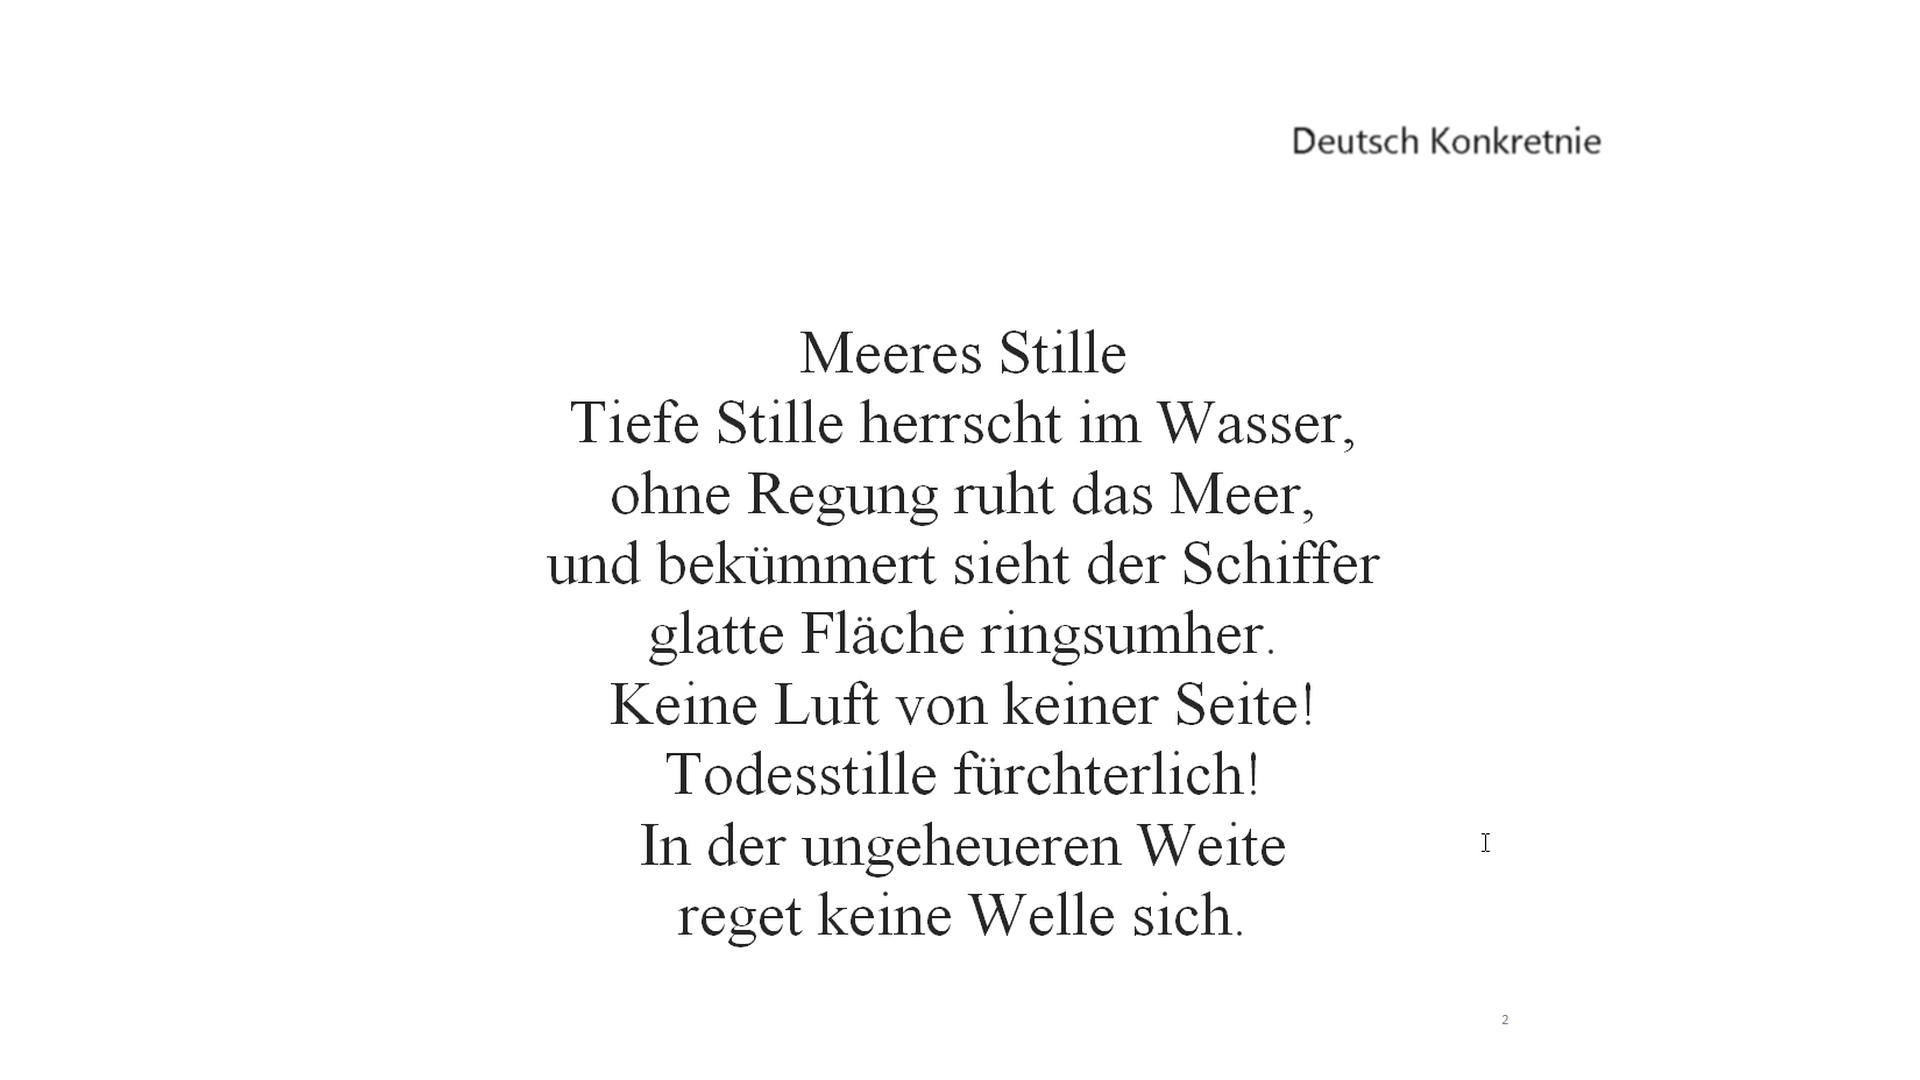 Deutsch Konkretnie
Meeres Stille
Tiefe Stille herrscht im Wasser,
ohne Regung ruht das Meer,
und bekümmert sieht der Schiffer
glatte Fläche ringsumher.
Keine Luft von keiner Seite!
Todesstille fürchterlich!
In der ungeheueren Weite
reget keine Welle sich.
2